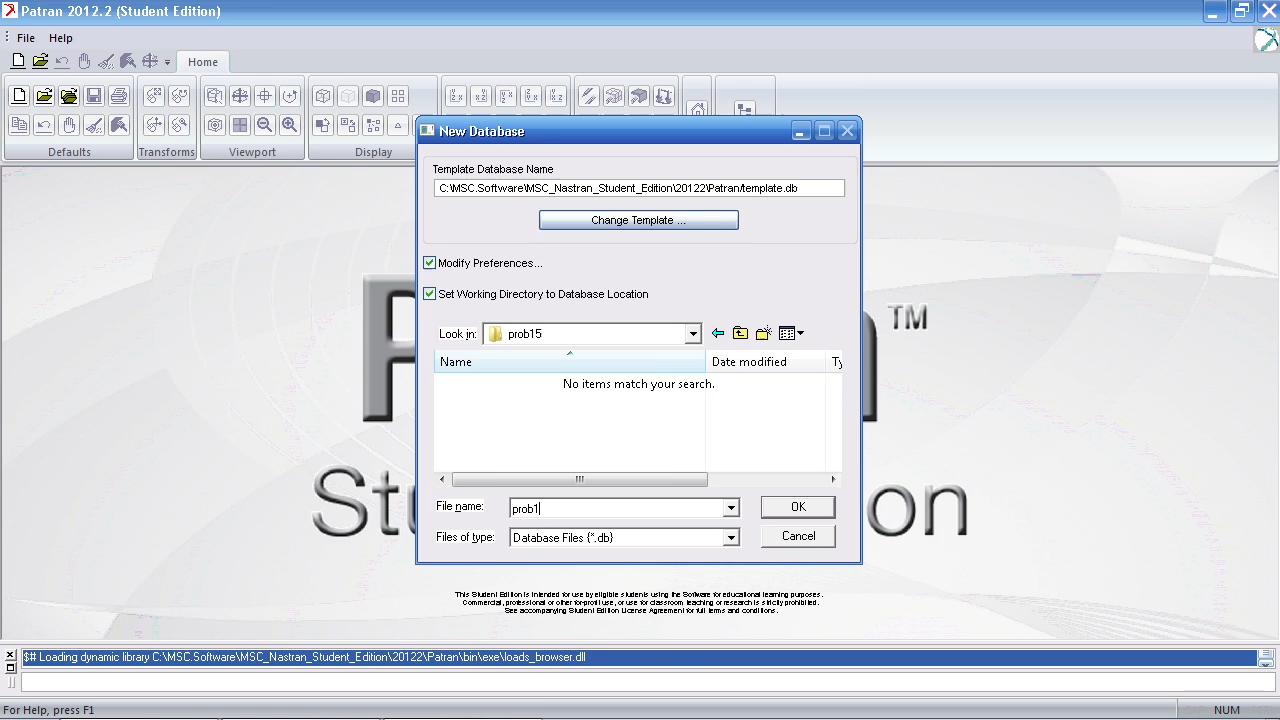 Patran 2012.2 (Student Edition)
File Help
Home
Defaults Transforms Viewport Display
New Database
Template Database Name
C:\MSC.Software\MSC_Nastran_Student_Edition\20122\Patran/template.db
Change Template ...
Modify Preferences...
Set Working Directory to Database Location
Look in: prob15
Name Date modified Ty
No items match your search.
File name: prob1 OK
Files of type: Database Files (*.db) Cancel
P n TM
Stu on
This Student Edition is intended for use by eligible students using the Software for educational learning purposes.
Commercial, professional or other for-profit use, or use for classroom teaching or research is strictly prohibited.
See accompanying Student Edition License Agreement for full terms and conditions.
$# Loading dynamic library C:\MSC.Software\MSC_Nastran_Student_Edition\20122\Patran\bin\exe\loads_browser.dll
For Help, press F1 NUM